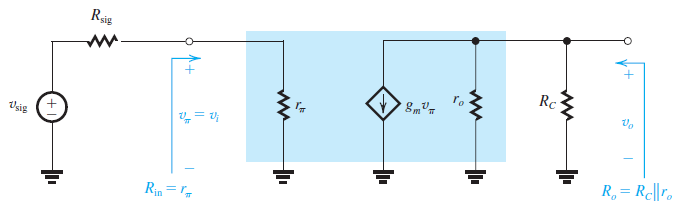 R_sig
v_sig
+
−
+
v_π = v_i
−
R_in = r_π
r_π
g_m v_π
r_o
R_C
+
v_o
−
R_o = R_C || r_o